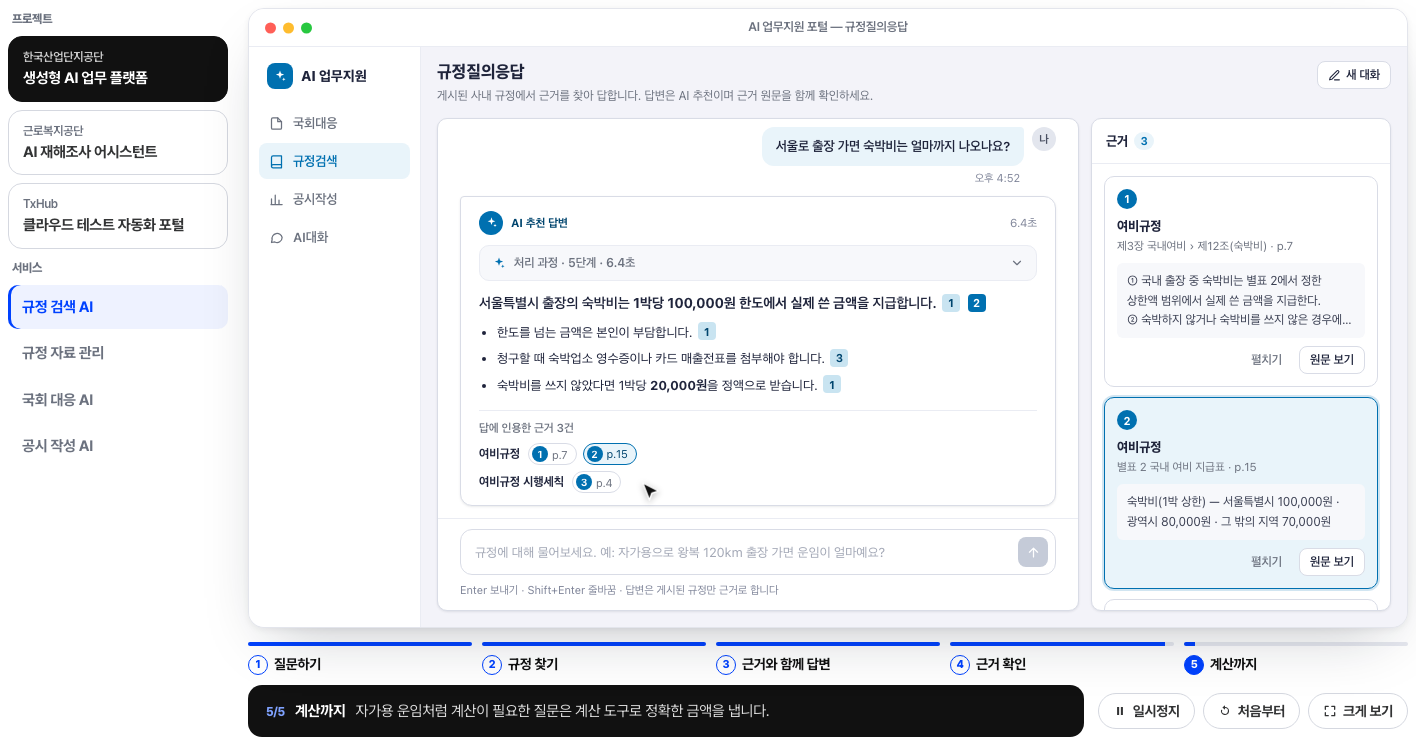 프로젝트
한국산업단지공단
생성형 AI 업무 플랫폼
근로복지공단
AI 재해조사 어시스턴트
TxHub
클라우드 테스트 자동화 포털
서비스
규정 검색 AI
규정 자료 관리
국회 대응 AI
공시 작성 AI
AI 업무지원 포털 — 규정질의응답
AI 업무지원
국회대응
규정검색
공시작성
AI대화
규정질의응답
게시된 사내 규정에서 근거를 찾아 답합니다. 답변은 AI 추천이며 근거 원문을 함께 확인하세요.
새 대화
서울로 출장 가면 숙박비는 얼마까지 나오나요?
나
오후 4:52
AI 추천 답변
6.4초
처리 과정 · 5단계 · 6.4초
서울특별시 출장의 숙박비는 1박당 100,000원 한도에서 실제 쓴 금액을 지급합니다. 1 2
• 한도를 넘는 금액은 본인이 부담합니다. 1
• 청구할 때 숙박업소 영수증이나 카드 매출전표를 첨부해야 합니다. 3
• 숙박비를 쓰지 않았다면 1박당 20,000원을 정액으로 받습니다. 1
답에 인용한 근거 3건
여비규정 1 p.7 2 p.15
여비규정 시행세칙 3 p.4
규정에 대해 물어보세요. 예: 자가용으로 왕복 120km 출장 가면 운임이 얼마예요?
Enter 보내기 · Shift+Enter 줄바꿈 · 답변은 게시된 규정만 근거로 합니다
근거 3
1
여비규정
제3장 국내여비 › 제12조(숙박비) · p.7
① 국내 출장 중 숙박비는 별표 2에서 정한
상한액 범위에서 실제 쓴 금액을 지급한다.
② 숙박하지 않거나 숙박비를 쓰지 않은 경우에…
펼치기
원문 보기
2
여비규정
별표 2 국내 여비 지급표 · p.15
숙박비(1박 상한) — 서울특별시 100,000원 ·
광역시 80,000원 · 그 밖의 지역 70,000원
펼치기
원문 보기
1 질문하기
2 규정 찾기
3 근거와 함께 답변
4 근거 확인
5 계산까지
5/5 계산까지 자가용 운임처럼 계산이 필요한 질문은 계산 도구로 정확한 금액을 냅니다.
일시정지
처음부터
크게 보기